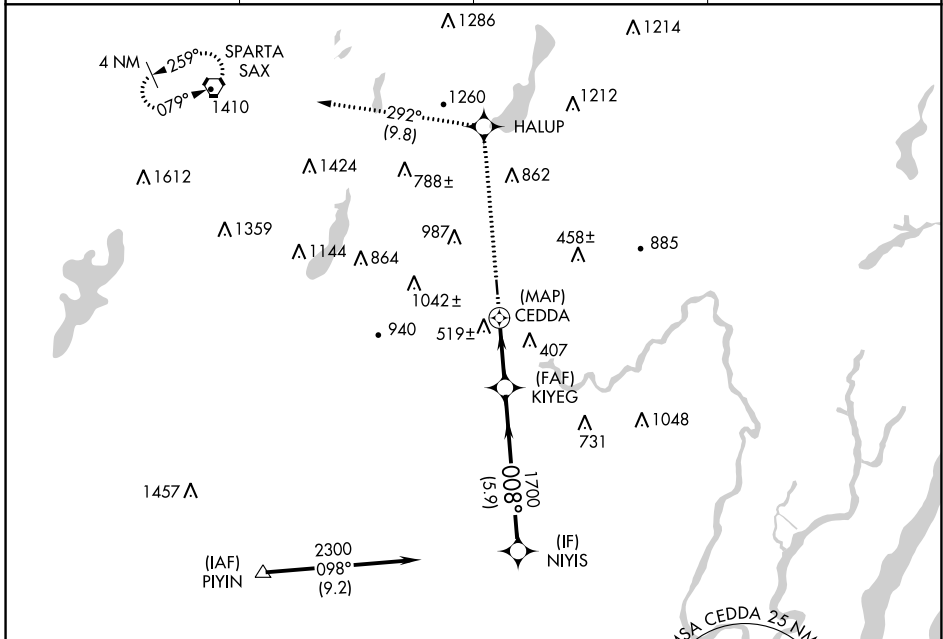 1286
1214
4 NM
259°
SPARTA
SAX
079°
1410
1260
1212
292°
(9.8)
HALUP
1612
1424
788±
862
1359
987
458±
885
1144
864
1042±
(MAP)
CEDDA
940
519±
407
(FAF)
KIYEG
731
1048
1457
1700
008°
(5.9)
(IF)
NIYIS
(IAF)
PIYIN
2300
098°
(9.2)
MSA CEDDA 25 NM